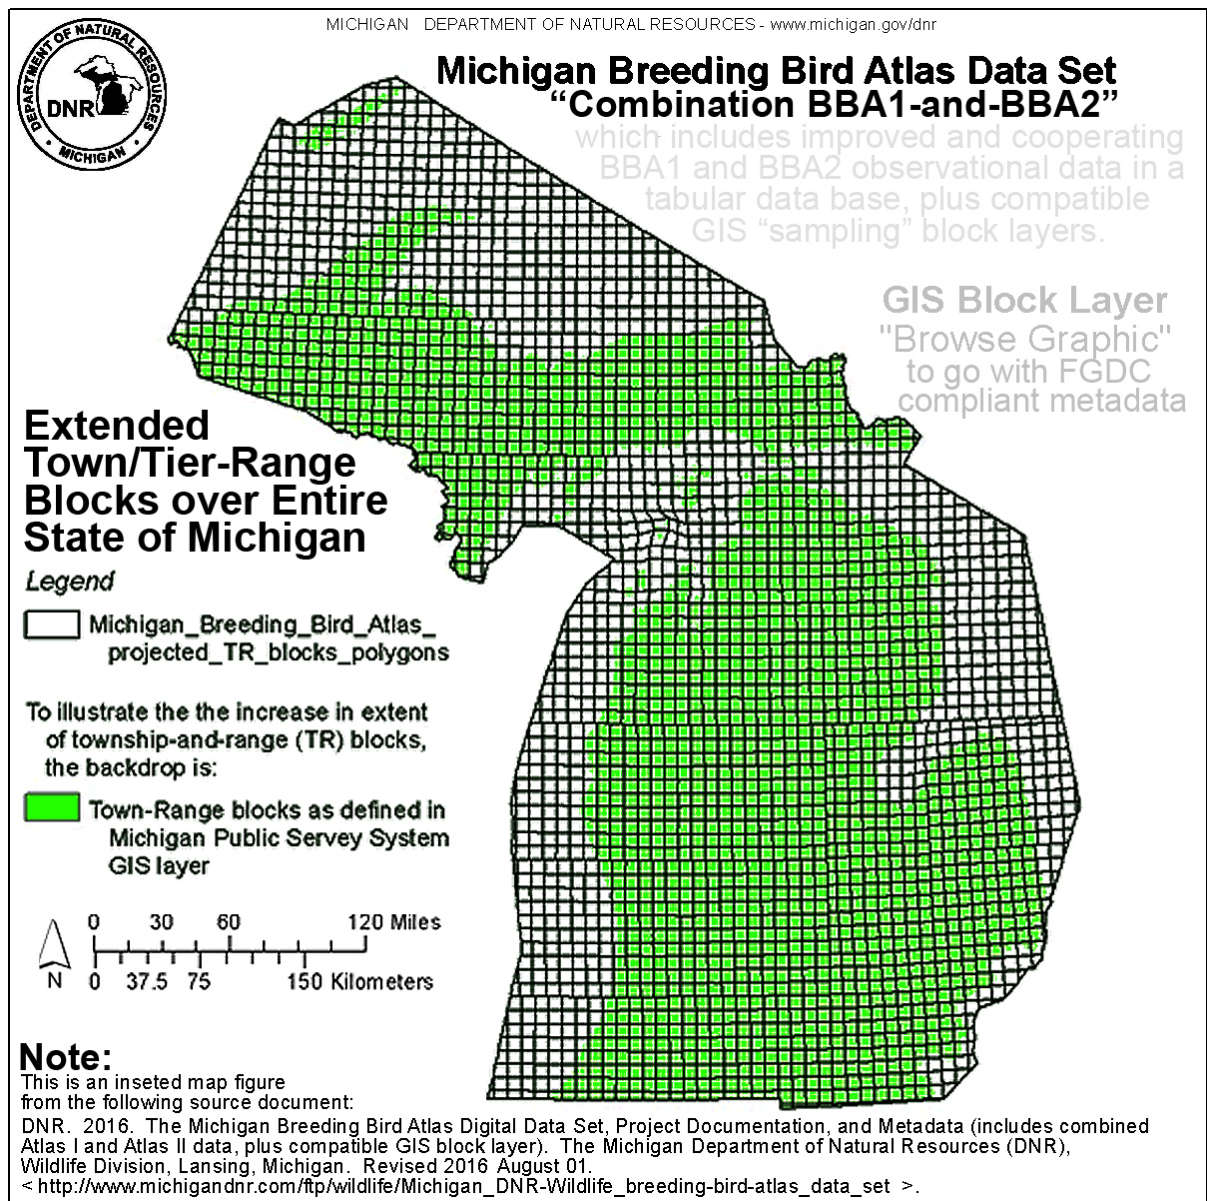 MICHIGAN DEPARTMENT OF NATURAL RESOURCES - www.michigan.gov/dnr
DEPARTMENT OF NATURAL RESOURCES
DNR
• MICHIGAN •
Michigan Breeding Bird Atlas Data Set
“Combination BBA1-and-BBA2”
which includes improved and cooperating
BBA1 and BBA2 observational data in a
tabular data base, plus compatible
GIS “sampling” block layers.
GIS Block Layer
"Browse Graphic"
to go with FGDC
compliant metadata
Extended
Town/Tier-Range
Blocks over Entire
State of Michigan
Legend
Michigan_Breeding_Bird_Atlas_
projected_TR_blocks_polygons
To illustrate the the increase in extent
of township-and-range (TR) blocks,
the backdrop is:
Town-Range blocks as defined in
Michigan Public Servey System
GIS layer
0 30 60 120 Miles
N 0 37.5 75 150 Kilometers
Note:
This is an inseted map figure
from the following source document:
DNR. 2016. The Michigan Breeding Bird Atlas Digital Data Set, Project Documentation, and Metadata (includes combined
Atlas I and Atlas II data, plus compatible GIS block layer). The Michigan Department of Natural Resources (DNR),
Wildlife Division, Lansing, Michigan. Revised 2016 August 01.
< http://www.michigandnr.com/ftp/wildlife/Michigan_DNR-Wildlife_breeding-bird-atlas_data_set >.